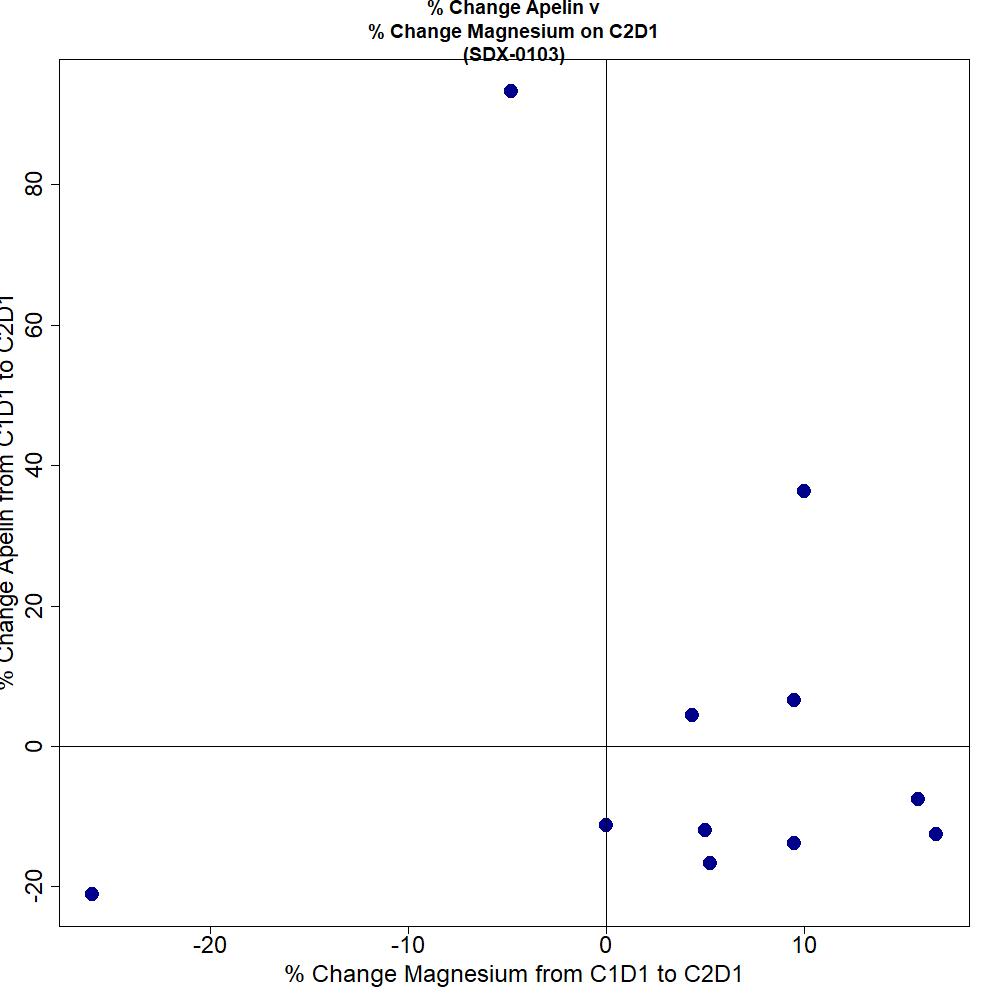 % Change Apelin v
% Change Magnesium on C2D1
(SDX-0103)
% Change Apelin from C1D1 to C2D1
80
60
40
20
0
-20
-20
-10
0
10
% Change Magnesium from C1D1 to C2D1